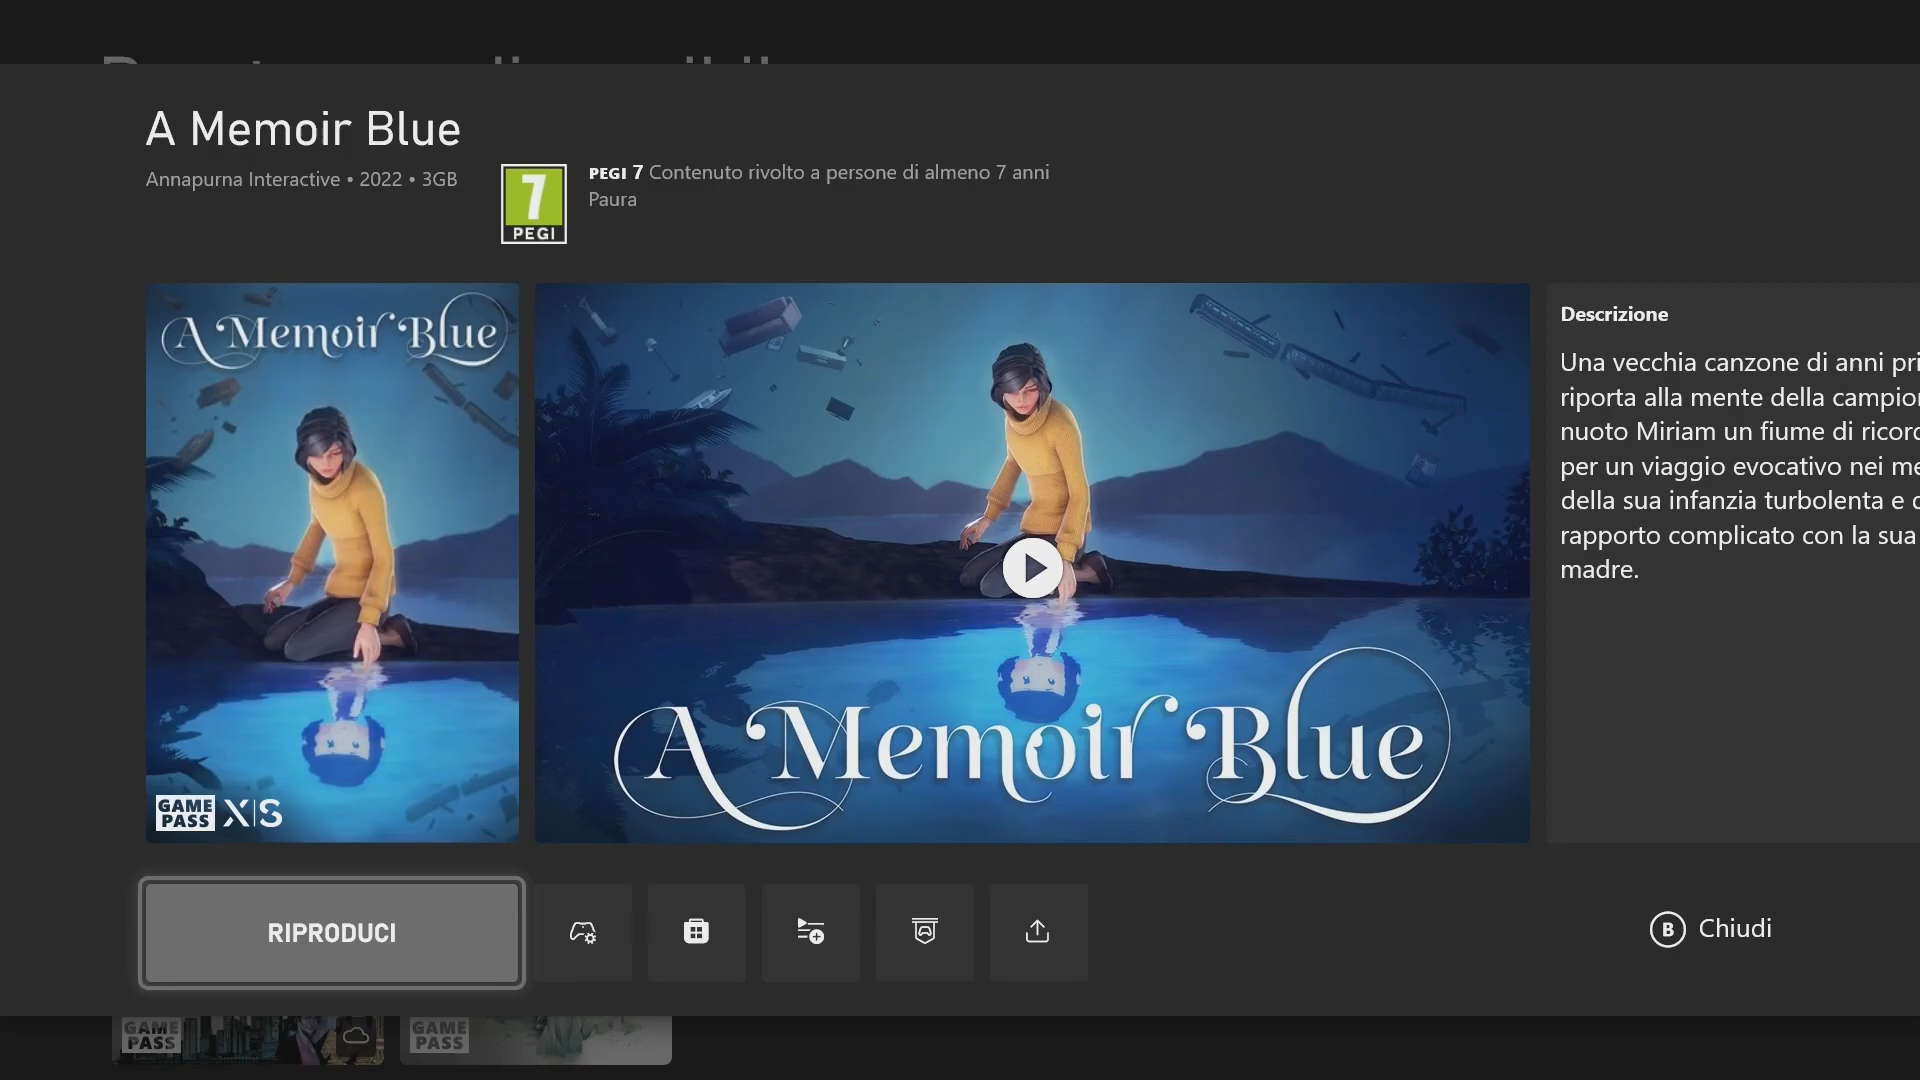 A Memoir Blue
Annapurna Interactive • 2022 • 3GB
7
PEGI
PEGI 7 Contenuto rivolto a persone di almeno 7 anni
Paura
A Memoir Blue
GAME
PASS
X|S
A Memoir Blue
Descrizione
Una vecchia canzone di anni
riporta alla mente della
nuoto Miriam un fiume di
per un viaggio evocativo nei
della sua infanzia turbolenta e
rapporto complicato con la sua
madre.
RIPRODUCI
B Chiudi
GAME
PASS
GAME
PASS